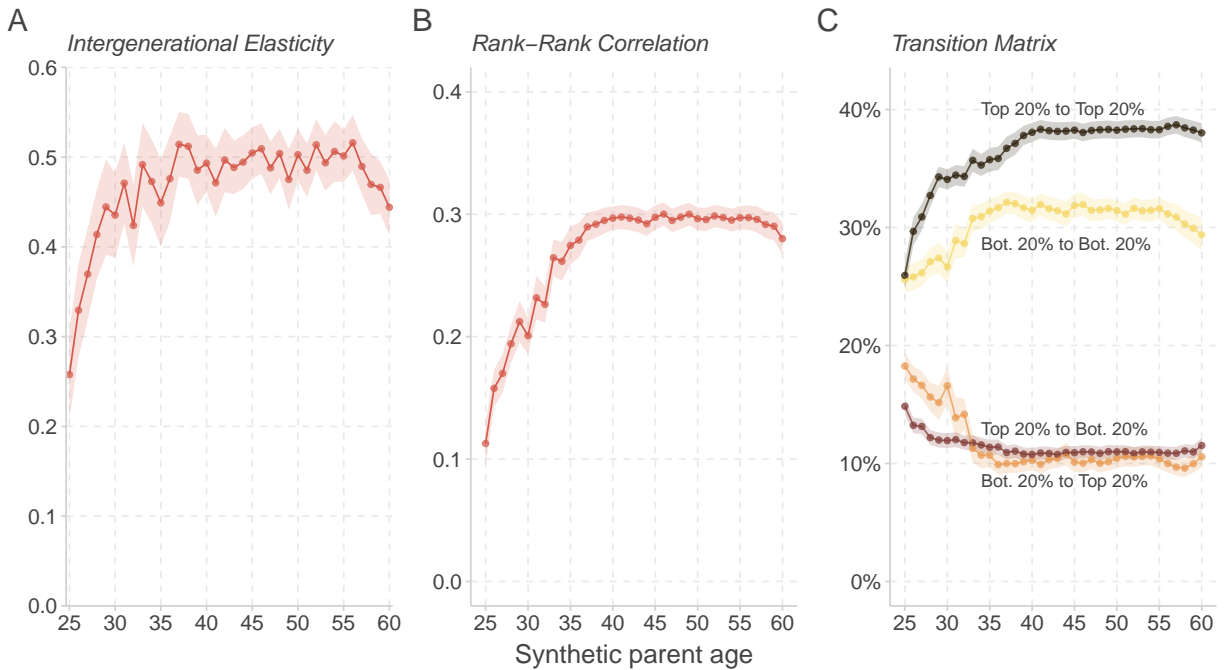 A
Intergenerational Elasticity
0.6
0.5
0.4
0.3
0.2
0.1
0.0
25 30 35 40 45 50 55 60
B
Rank–Rank Correlation
0.4
0.3
0.2
0.1
0.0
25 30 35 40 45 50 55 60
C
Transition Matrix
40%
30%
20%
10%
0%
Top 20% to Top 20%
Bot. 20% to Bot. 20%
Top 20% to Bot. 20%
Bot. 20% to Top 20%
25 30 35 40 45 50 55 60
Synthetic parent age